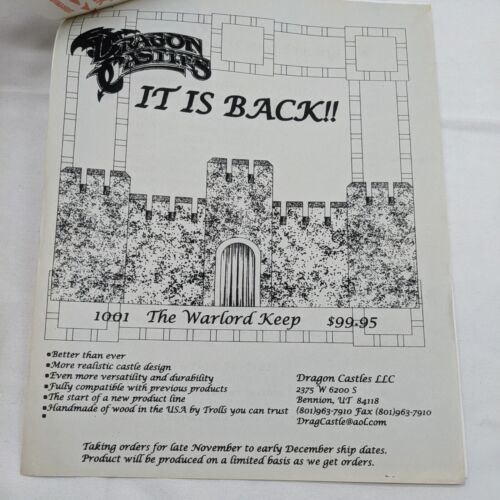 DRAGON
CASTLES
IT IS BACK!!
1001 The Warlord Keep $99.95
▪Better than ever
▪More realistic castle design
▪Even more versatility and durability
▪Fully compatible with previous products
▪The start of a new product line
▪Handmade of wood in the USA by Trolls you can trust
▪
Dragon Castles LLC
2375 W 6200 S
Bennion, UT 84118
(801)963-7910 Fax (801)963-7910
DragCastle@aol.com
Taking orders for late November to early December ship dates.
Product will be produced on a limited basis as we get orders.